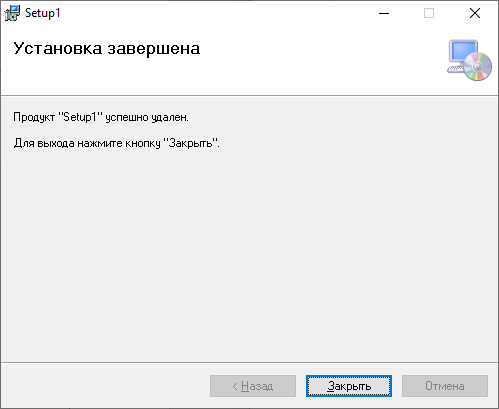 Setup1
Установка завершена
Продукт "Setup1" успешно удален.
Для выхода нажмите кнопку "Закрыть".
< Назад
Закрыть
Отмена